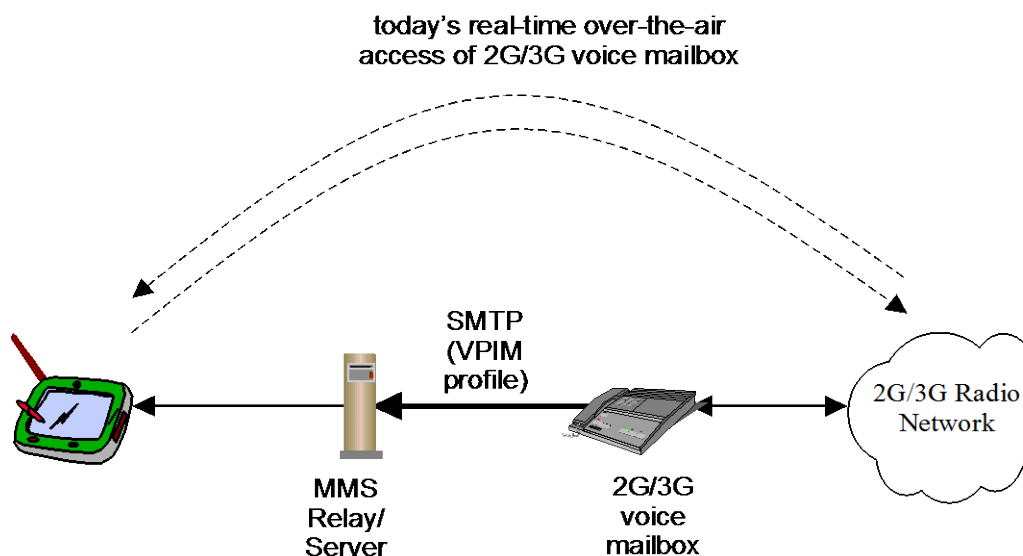 today's real-time over-the-air
access of 2G/3G voice mailbox
SMTP
(VPIM
profile)
2G/3G Radio
Network
MMS
Relay/
Server
2G/3G
voice
mailbox